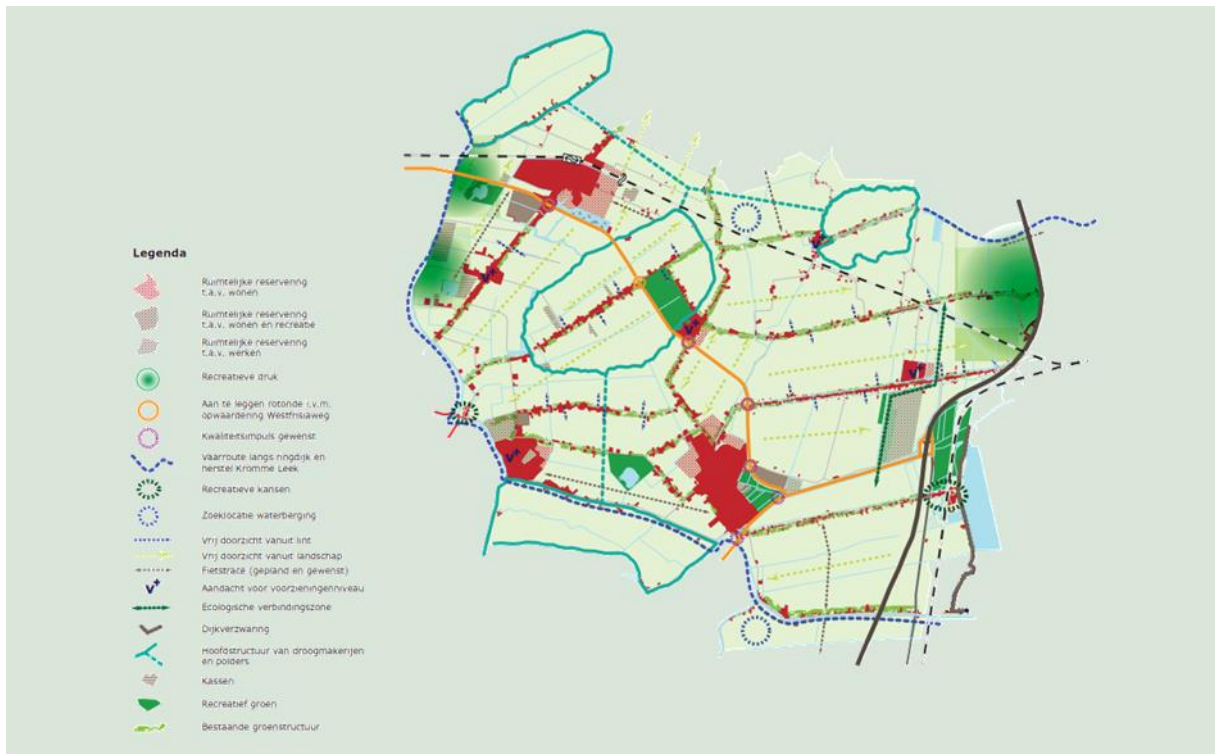 Legenda
Ruimtelijke reservering
t.a.v. wonen
Ruimtelijke reservering
t.a.v. wonen en recreatie
Ruimtelijke reservering
t.a.v. werken
Recreatieve druk
Aan te leggen rotonde i.v.m.
opwaardering Westfrisiaweg
Kwaliteitsimpuls gewenst
Vaarroute langs ringdijk en
herstel Kromme Leek
Recreatieve kansen
Zoeklocatie waterberging
Vrij doorzicht vanuit lint
Vrij doorzicht vanuit landschap
Fietstracé (gepland en gewenst)
V+
Aandacht voor voorzieningenniveau
Ecologische verbindingszone
Dijkverzwaring
Hoofdstructuur van droogmakerijen
en polders
Kassen
Recreatief groen
Bestaande groenstructuur